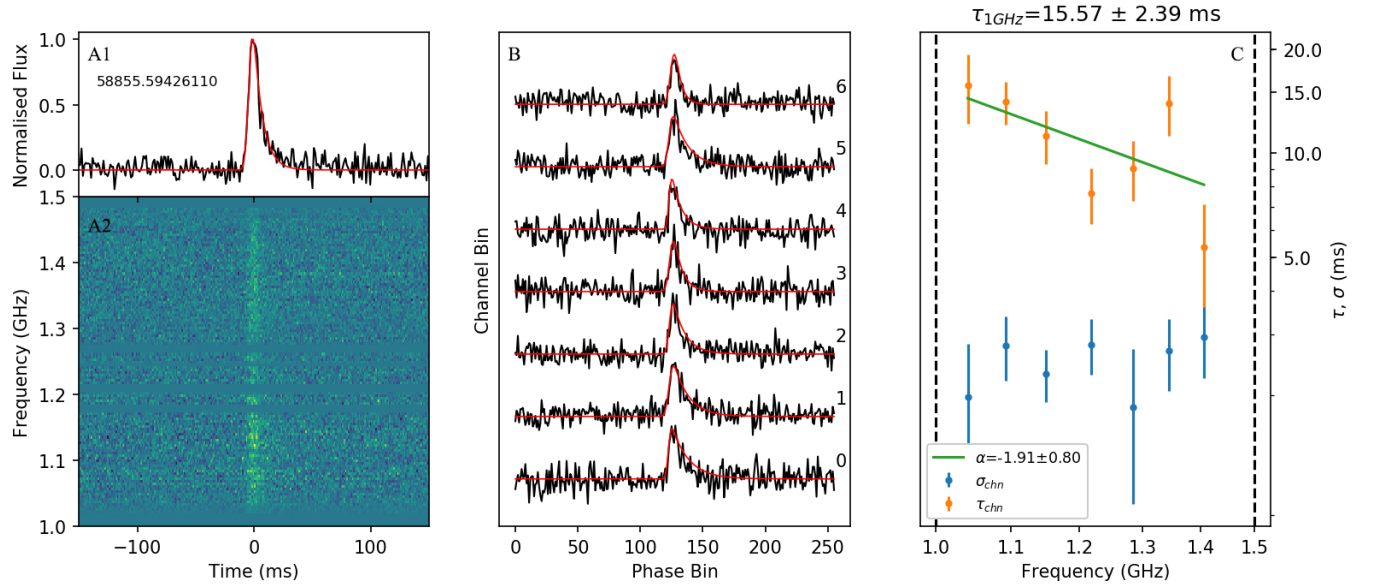 τ1GHz=15.57 ± 2.39 ms
A1
58855.59426110
1.0
0.5
0.0
Normalised Flux
A2
1.5
1.4
1.3
1.2
1.1
1.0
Frequency (GHz)
−100
0
100
Time (ms)
B
6
5
4
3
2
1
0
Channel Bin
0
50
100
150
200
250
Phase Bin
C
20.0
15.0
10.0
5.0
τ, σ (ms)
α=-1.91±0.80
σchn
τchn
1.0
1.1
1.2
1.3
1.4
1.5
Frequency (GHz)